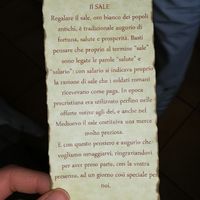 Il SALE
Regalare il sale, oro bianco dei popoli
antichi, è tradizionale augurio di
fortuna, salute e prosperità. Basti
pensare che proprio al termine "sale"
sono legate le parole "salute" e
"salario": con salario si indicava proprio
la razione di sale che i soldati romani
ricevevano come paga. In epoca
precristiana era utilizzato perfino nelle
offerte votive agli dei, e anche nel
Medioevo il sale costituiva una merce
molto preziosa.
E con questo pensiero e augurio che
vogliamo omaggiarvi, ringraziandovi
per aver preso parte, con la vostra
presenza, ad un giorno così speciale per
noi.